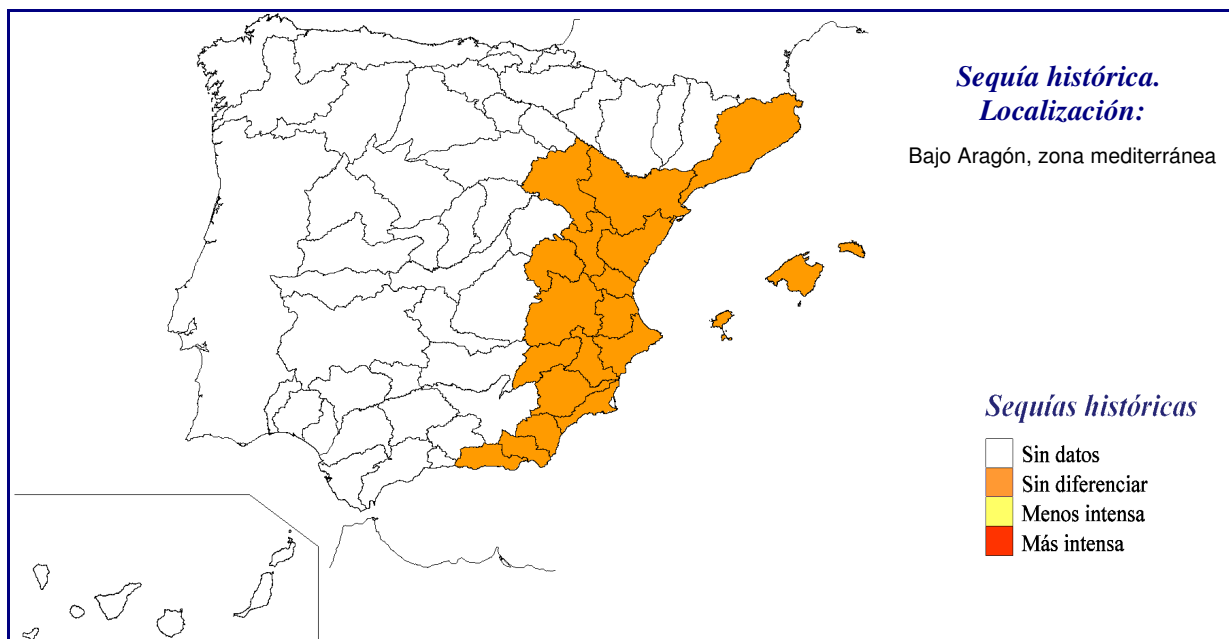 Sequía histórica.
Localización:
Bajo Aragón, zona mediterránea
Sequías históricas
Sin datos
Sin diferenciar
Menos intensa
Más intensa